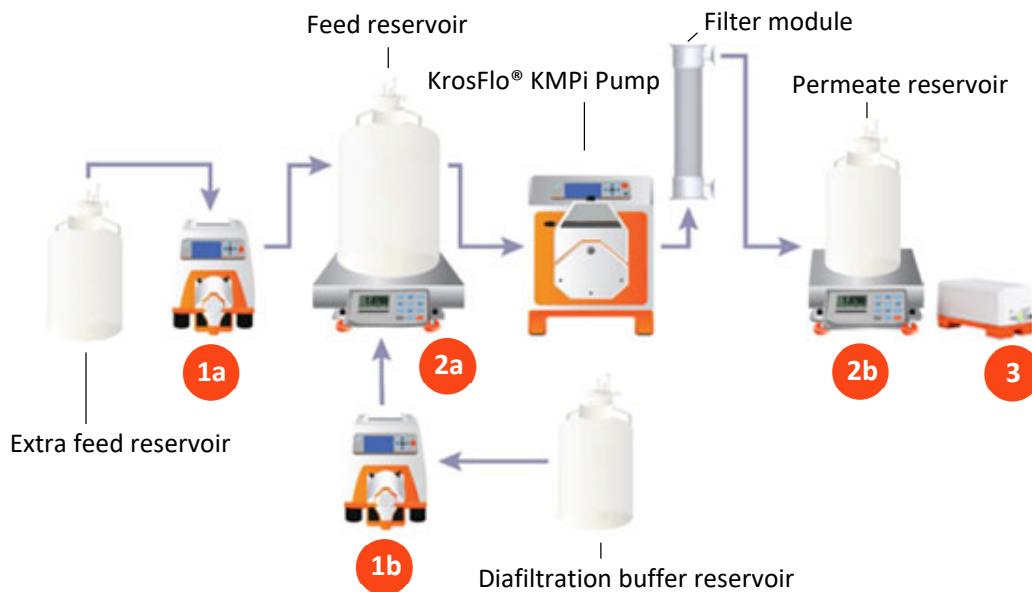 Feed reservoir
Filter module
KrosFlo® KMPi Pump
Permeate reservoir
1a
2a
2b
3
Extra feed reservoir
1b
Diafiltration buffer reservoir